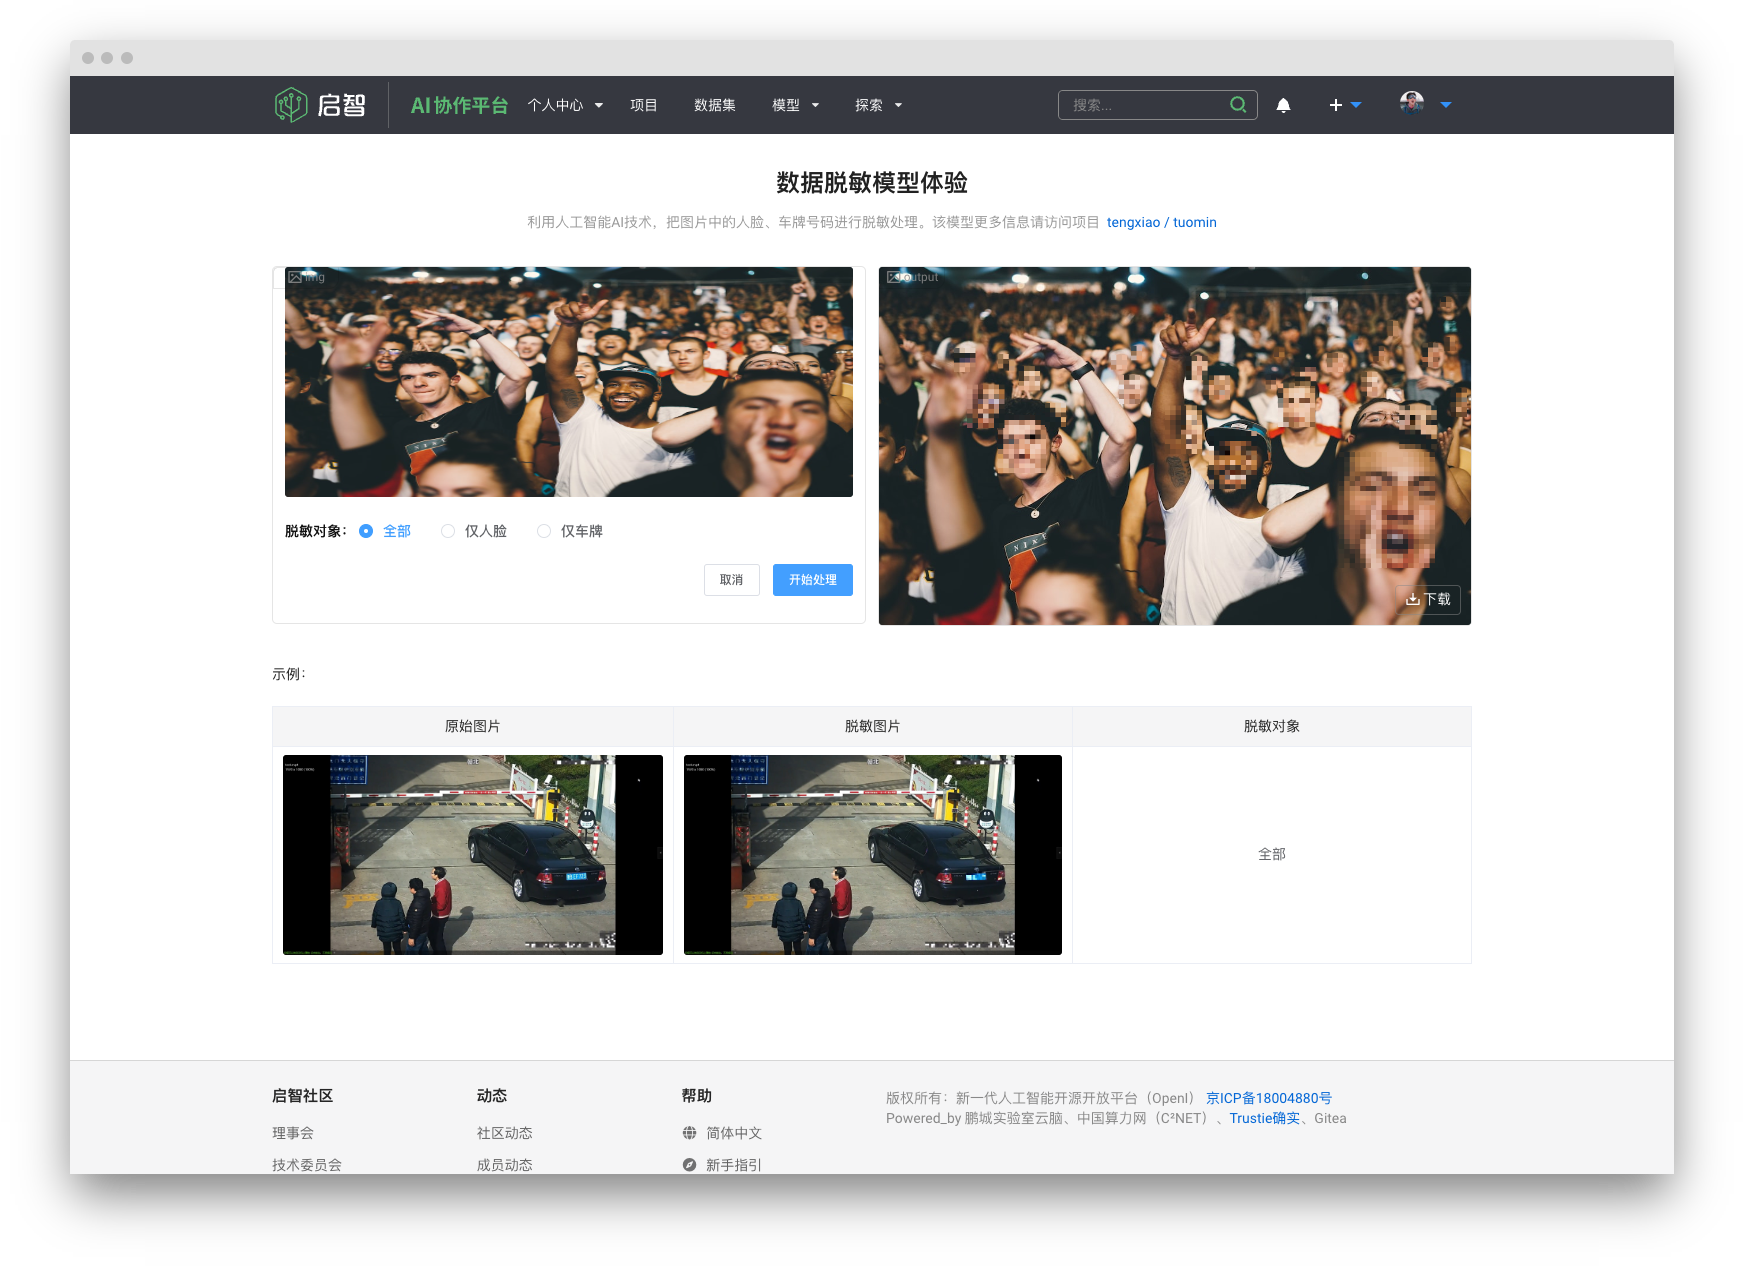 启智
AI协作平台
个人中心
项目
数据集
模型
探索
搜索...
数据脱敏模型体验
利用人工智能AI技术，把图片中的人脸、车牌号码进行脱敏处理。该模型更多信息请访问项目 tengxiao / tuomin
img
output
脱敏对象：
全部
仅人脸
仅车牌
取消
开始处理
下载
示例：
原始图片
脱敏图片
脱敏对象
全部
启智社区
理事会
技术委员会
动态
社区动态
成员动态
帮助
简体中文
新手指引
版权所有：新一代人工智能开源开放平台（OpenI） 京ICP备18004880号
Powered_by 鹏城实验室云脑、中国算力网（C²NET）、Trustie确实、Gitea